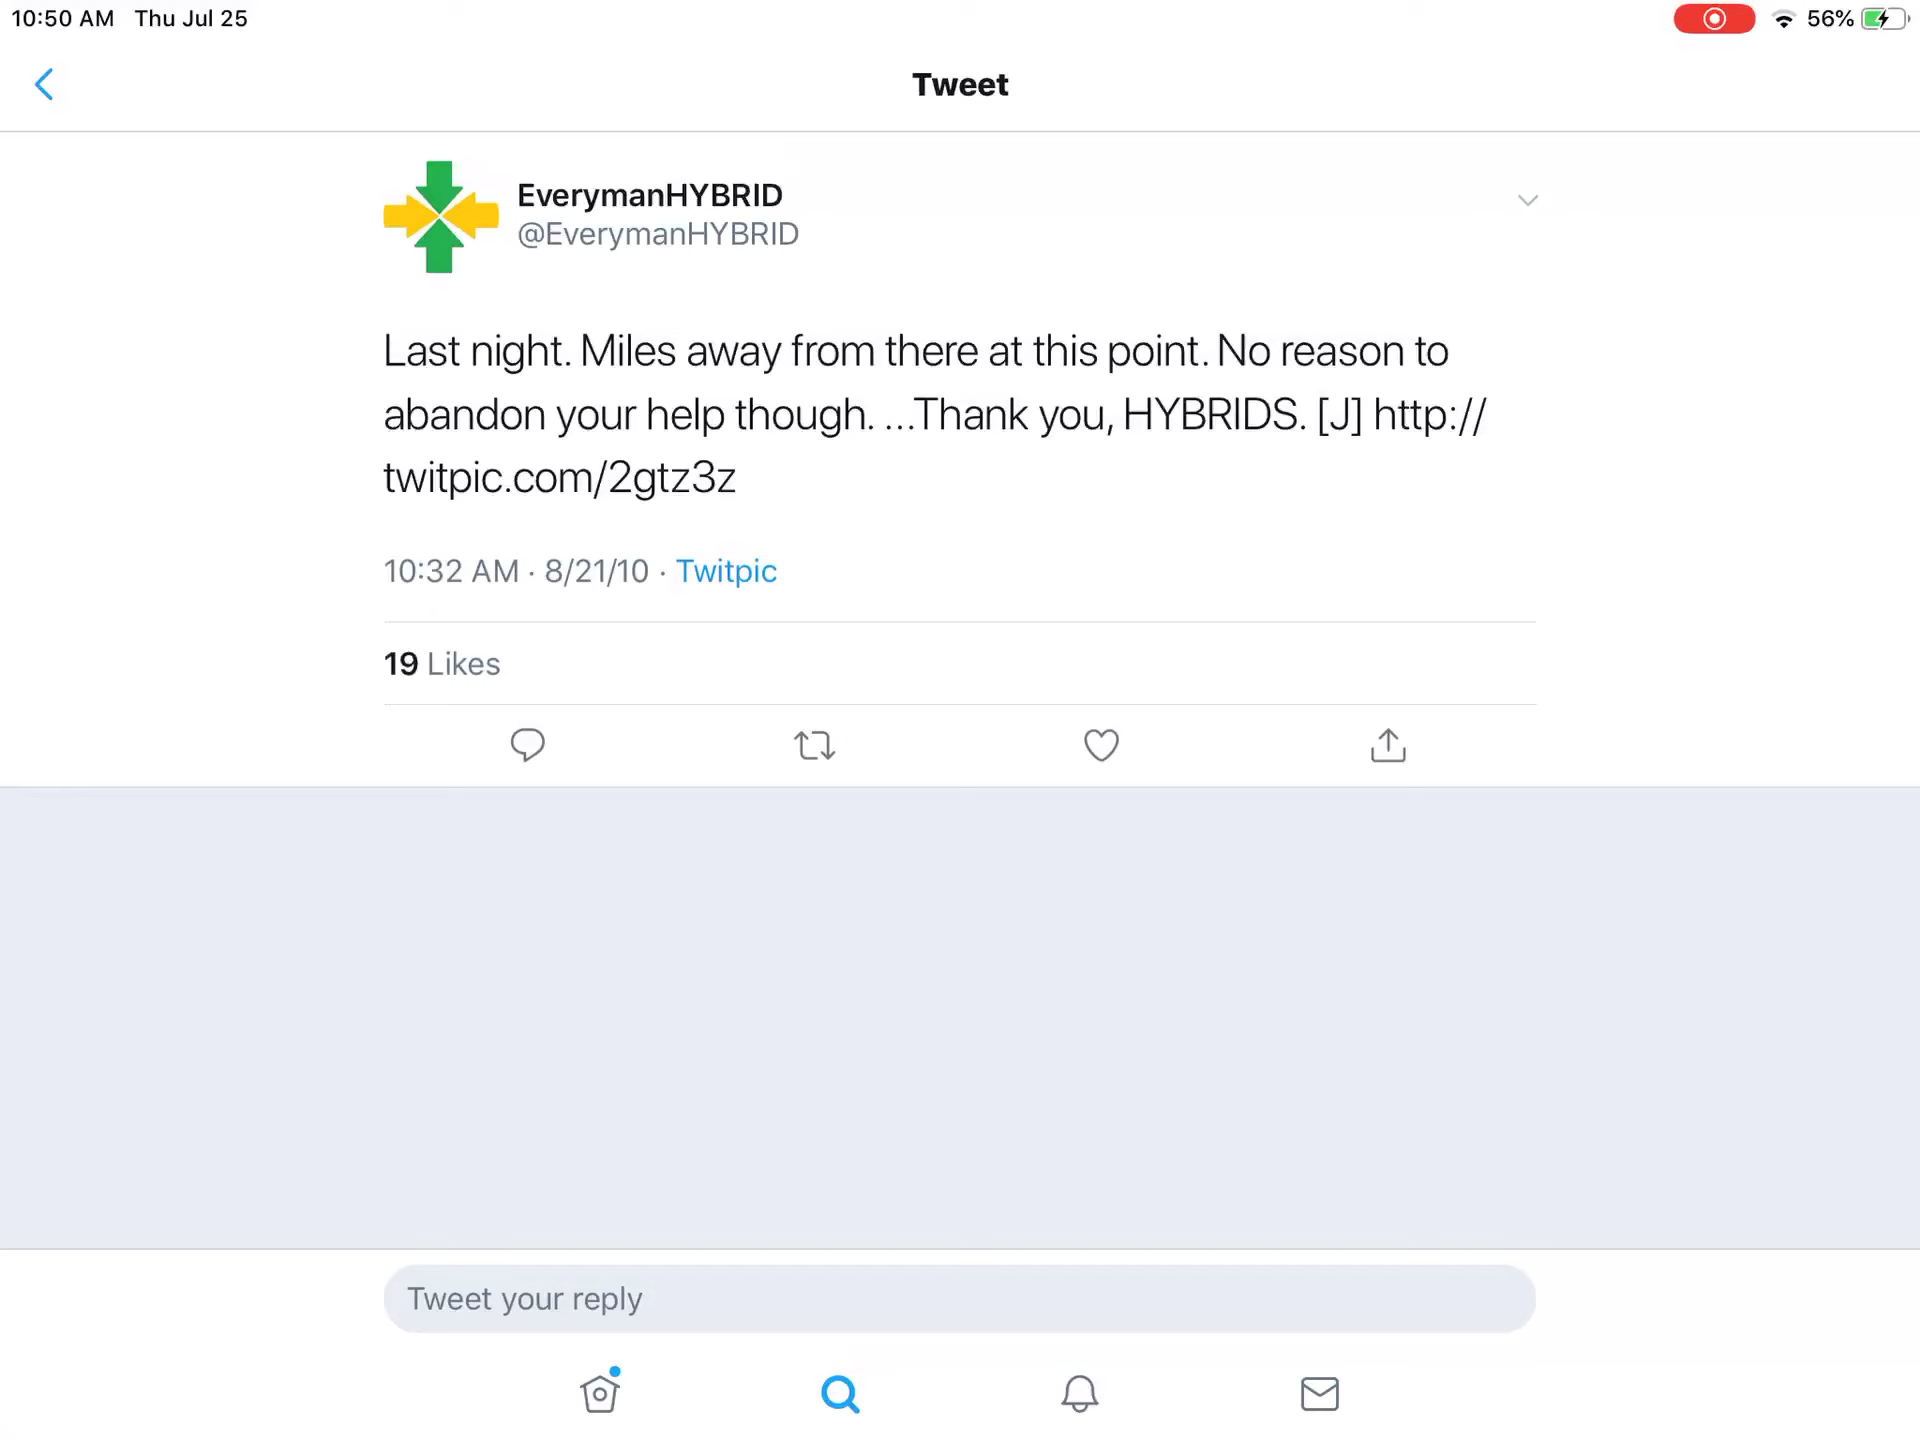 10:50 AM Thu Jul 25
56%
Tweet
EverymanHYBRID
@EverymanHYBRID
Last night. Miles away from there at this point. No reason to
abandon your help though. ...Thank you, HYBRIDS. [J] http://
twitpic.com/2gtz3z
10:32 AM · 8/21/10 · Twitpic
19 Likes
Tweet your reply